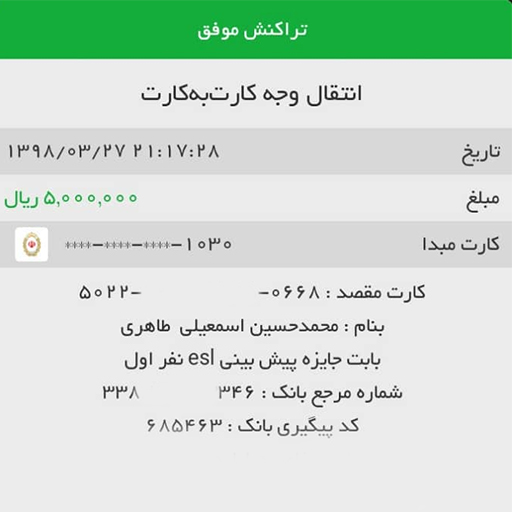 تراکنش موفق
انتقال وجه کارت‌به‌کارت
تاریخ ۱۳۹۸/۰۳/۲۷ ۲۱:۱۷:۲۸
مبلغ ۵,۰۰۰,۰۰۰ ریال
کارت مبدا ****-****-****-۱۰۳۰
کارت مقصد : ۰۶۶۸- -۵۰۲۲
بنام : محمدحسین اسمعیلی طاهری
بابت جایزه پیش بینی esl نفر اول
شماره مرجع بانک : ۳۴۶ ۳۳۸
کد پیگیری بانک : ۶۸۵۴۶۳